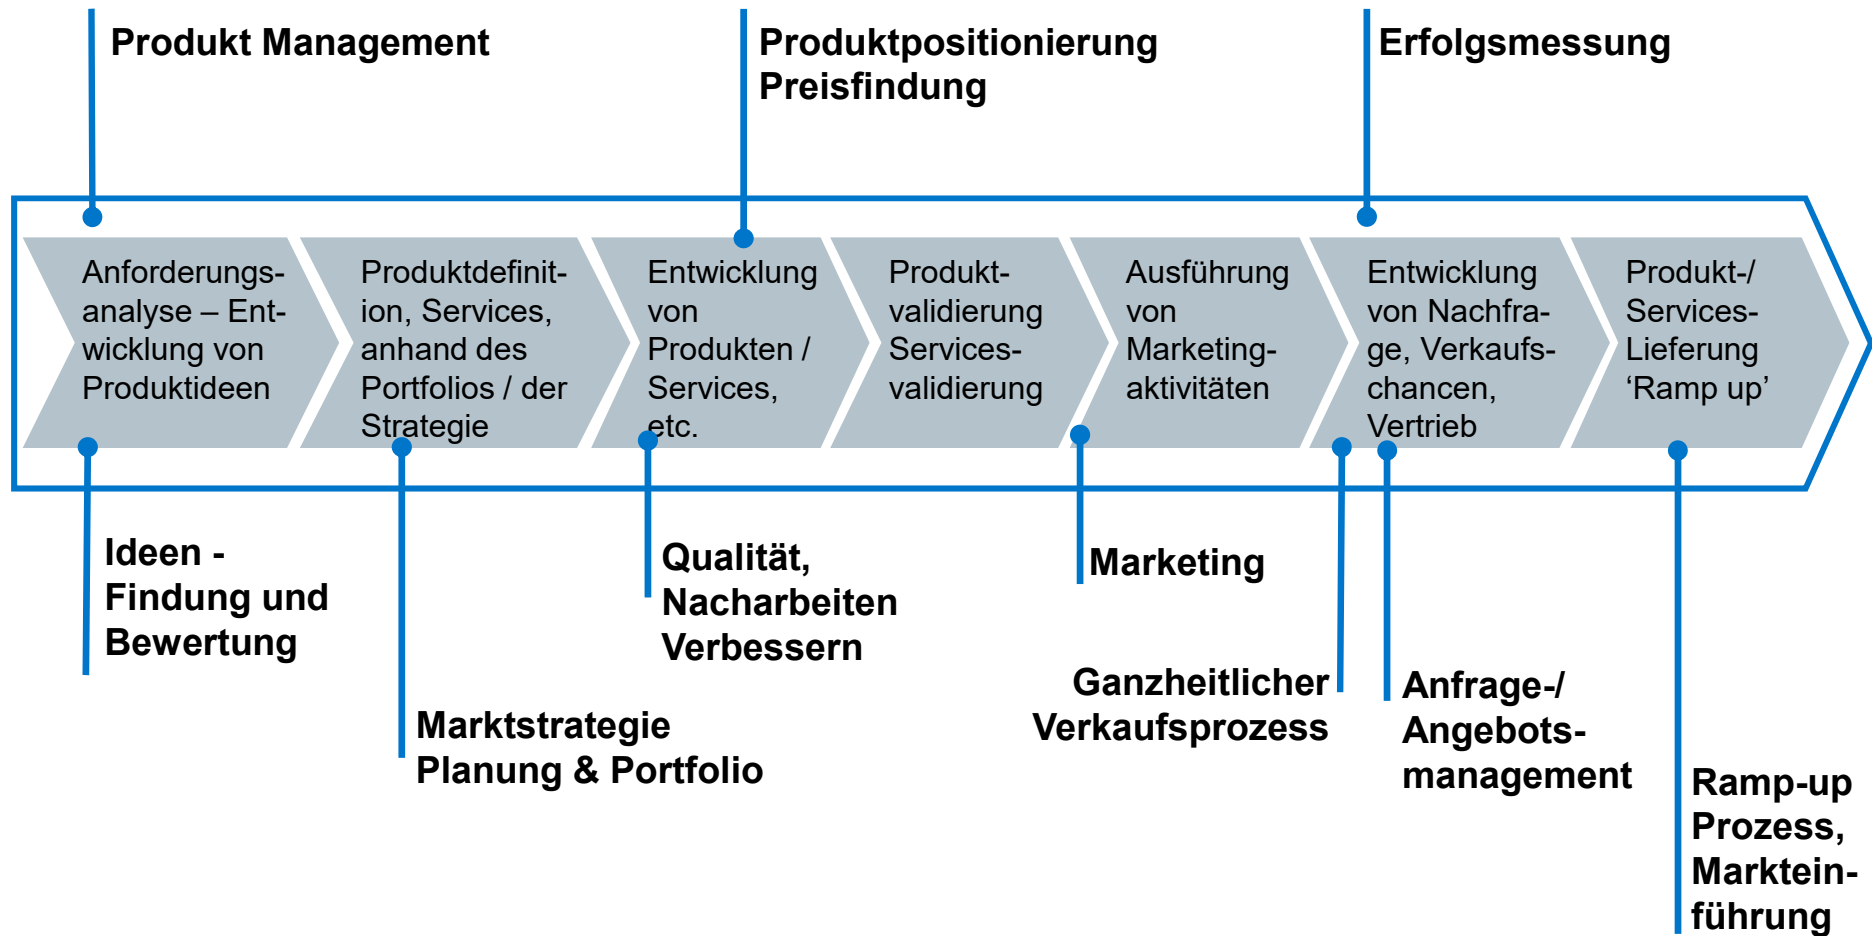 Produkt Management
Produktpositionierung
Preisfindung
Erfolgsmessung
Anforderungs-
analyse – Ent-
wicklung von
Produktideen
Produktdefinit-
ion, Services,
anhand des
Portfolios / der
Strategie
Entwicklung
von
Produkten /
Services,
etc.
Produkt-
validierung
Services-
validierung
Ausführung
von
Marketing-
aktivitäten
Entwicklung
von Nachfra-
ge, Verkaufs-
chancen,
Vertrieb
Produkt-/
Services-
Lieferung
‘Ramp up’
Ideen -
Findung und
Bewertung
Marktstrategie
Planung & Portfolio
Qualität,
Nacharbeiten
Verbessern
Marketing
Ganzheitlicher
Verkaufsprozess
Anfrage-/
Angebots-
management
Ramp-up
Prozess,
Marktein-
führung